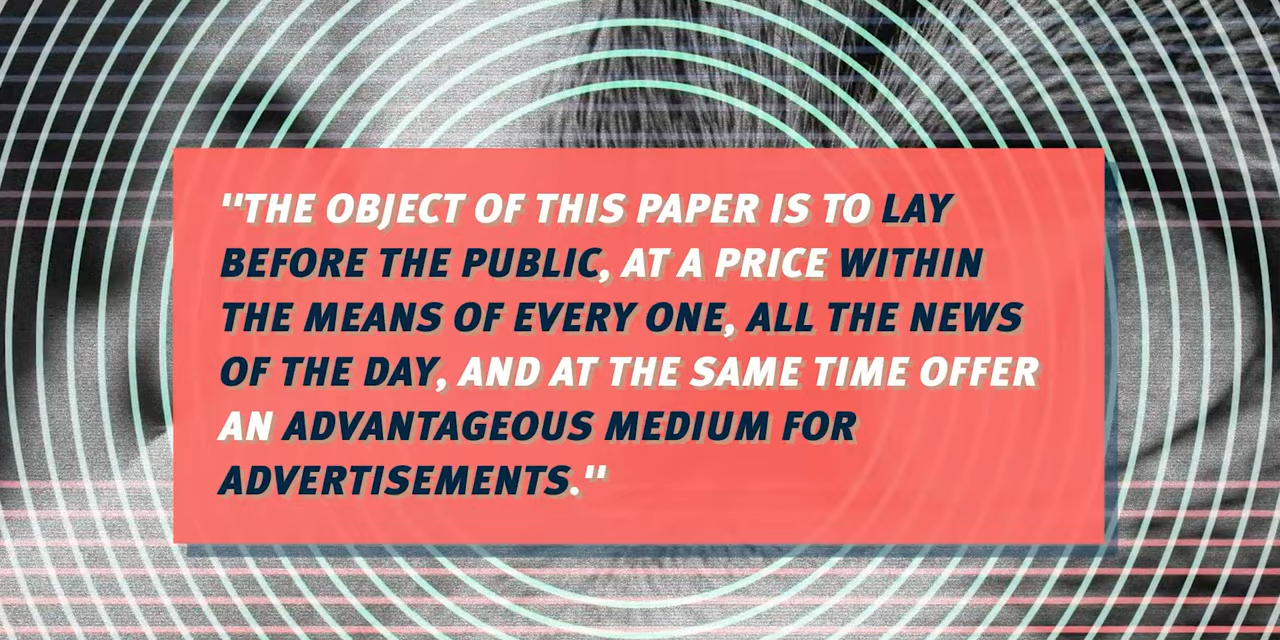 "THE OBJECT OF THIS PAPER IS TO LAY
BEFORE THE PUBLIC, AT A PRICE WITHIN
THE MEANS OF EVERY ONE, ALL THE NEWS
OF THE DAY, AND AT THE SAME TIME OFFER
AN ADVANTAGEOUS MEDIUM FOR
ADVERTISEMENTS."